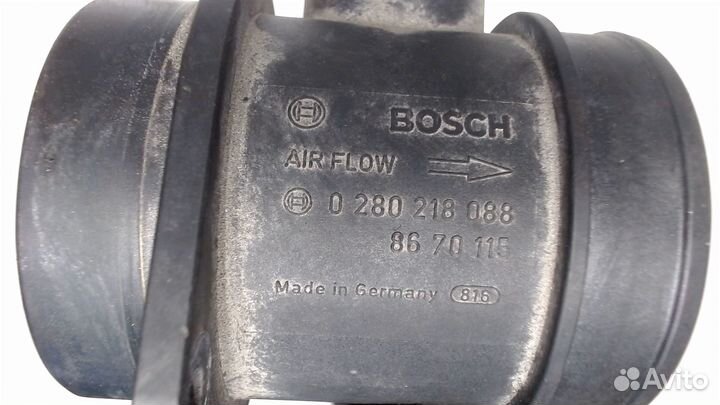 BOSCH
AIR FLOW
0 280 218 088
86 70 115
Made in Germany 816
Avito